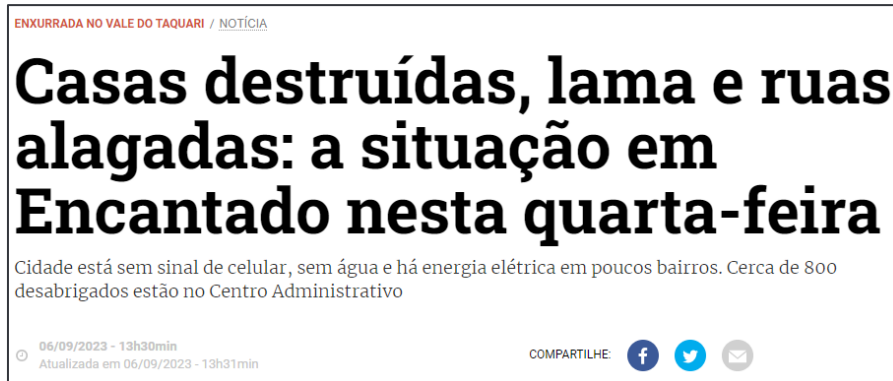 ENXURRADA NO VALE DO TAQUARI / NOTÍCIA
Casas destruídas, lama e ruas
alagadas: a situação em
Encantado nesta quarta-feira
Cidade está sem sinal de celular, sem água e há energia elétrica em poucos bairros. Cerca de 800
desabrigados estão no Centro Administrativo
06/09/2023 - 13h30min
Atualizada em 06/09/2023 - 13h31min
COMPARTILHE: